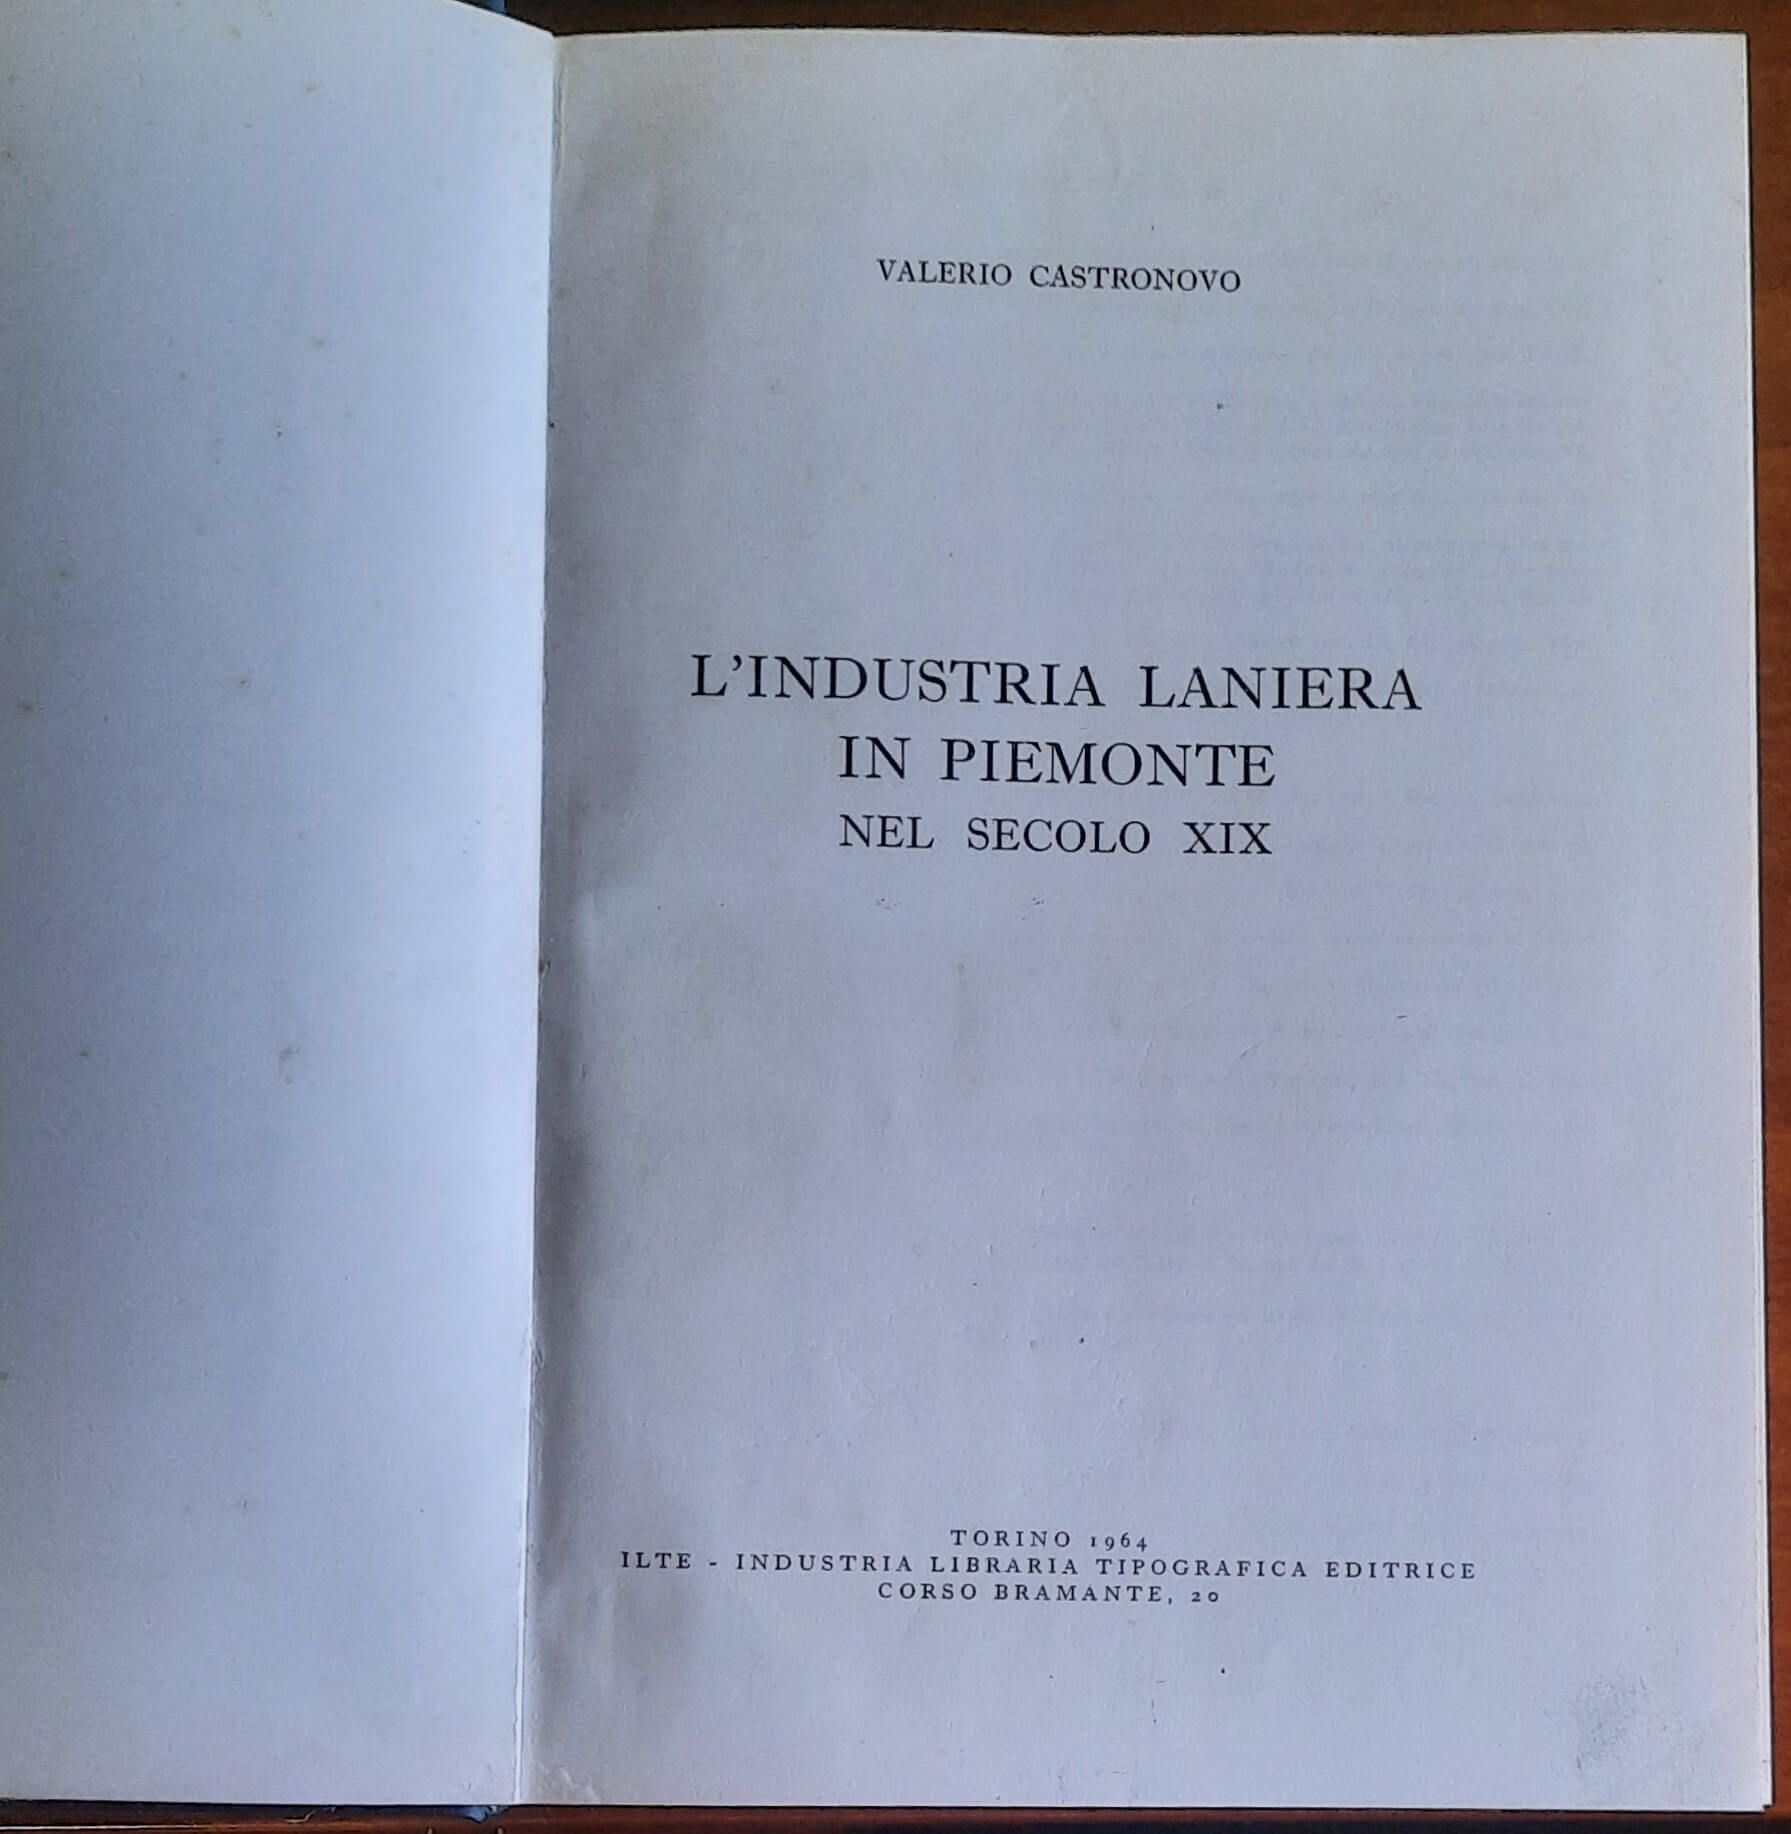 VALERIO CASTRONOVO
L'INDUSTRIA LANIERA
IN PIEMONTE
NEL SECOLO XIX
TORINO 1964
ILTE - INDUSTRIA LIBRARIA TIPOGRAFICA EDITRICE
CORSO BRAMANTE, 20